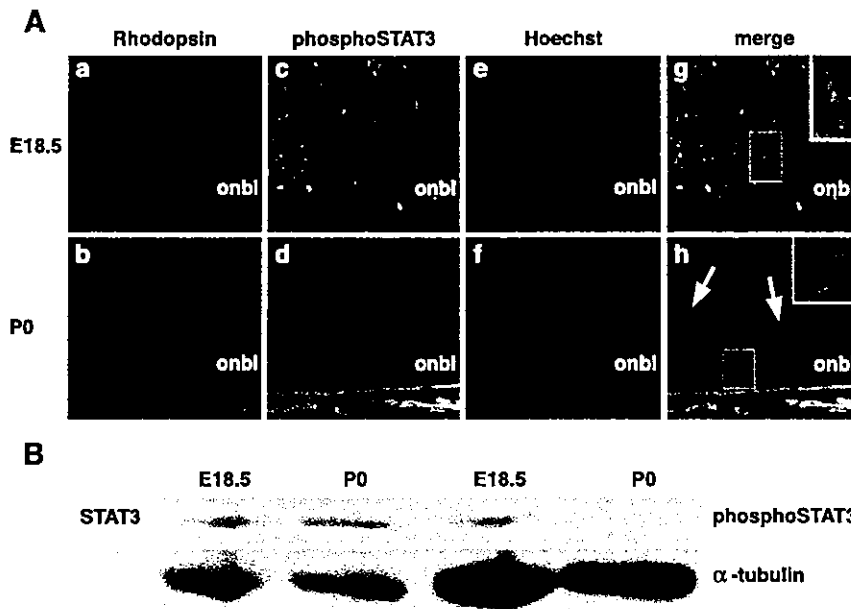 A
Rhodopsin phosphoSTAT3 Hoechst merge
a c e g
E18.5
onbl onbl onbl onb
b d f h
P0
onbl onbl onbl onb
B
E18.5 P0 E18.5 P0
STAT3 phosphoSTAT3
α-tubulin